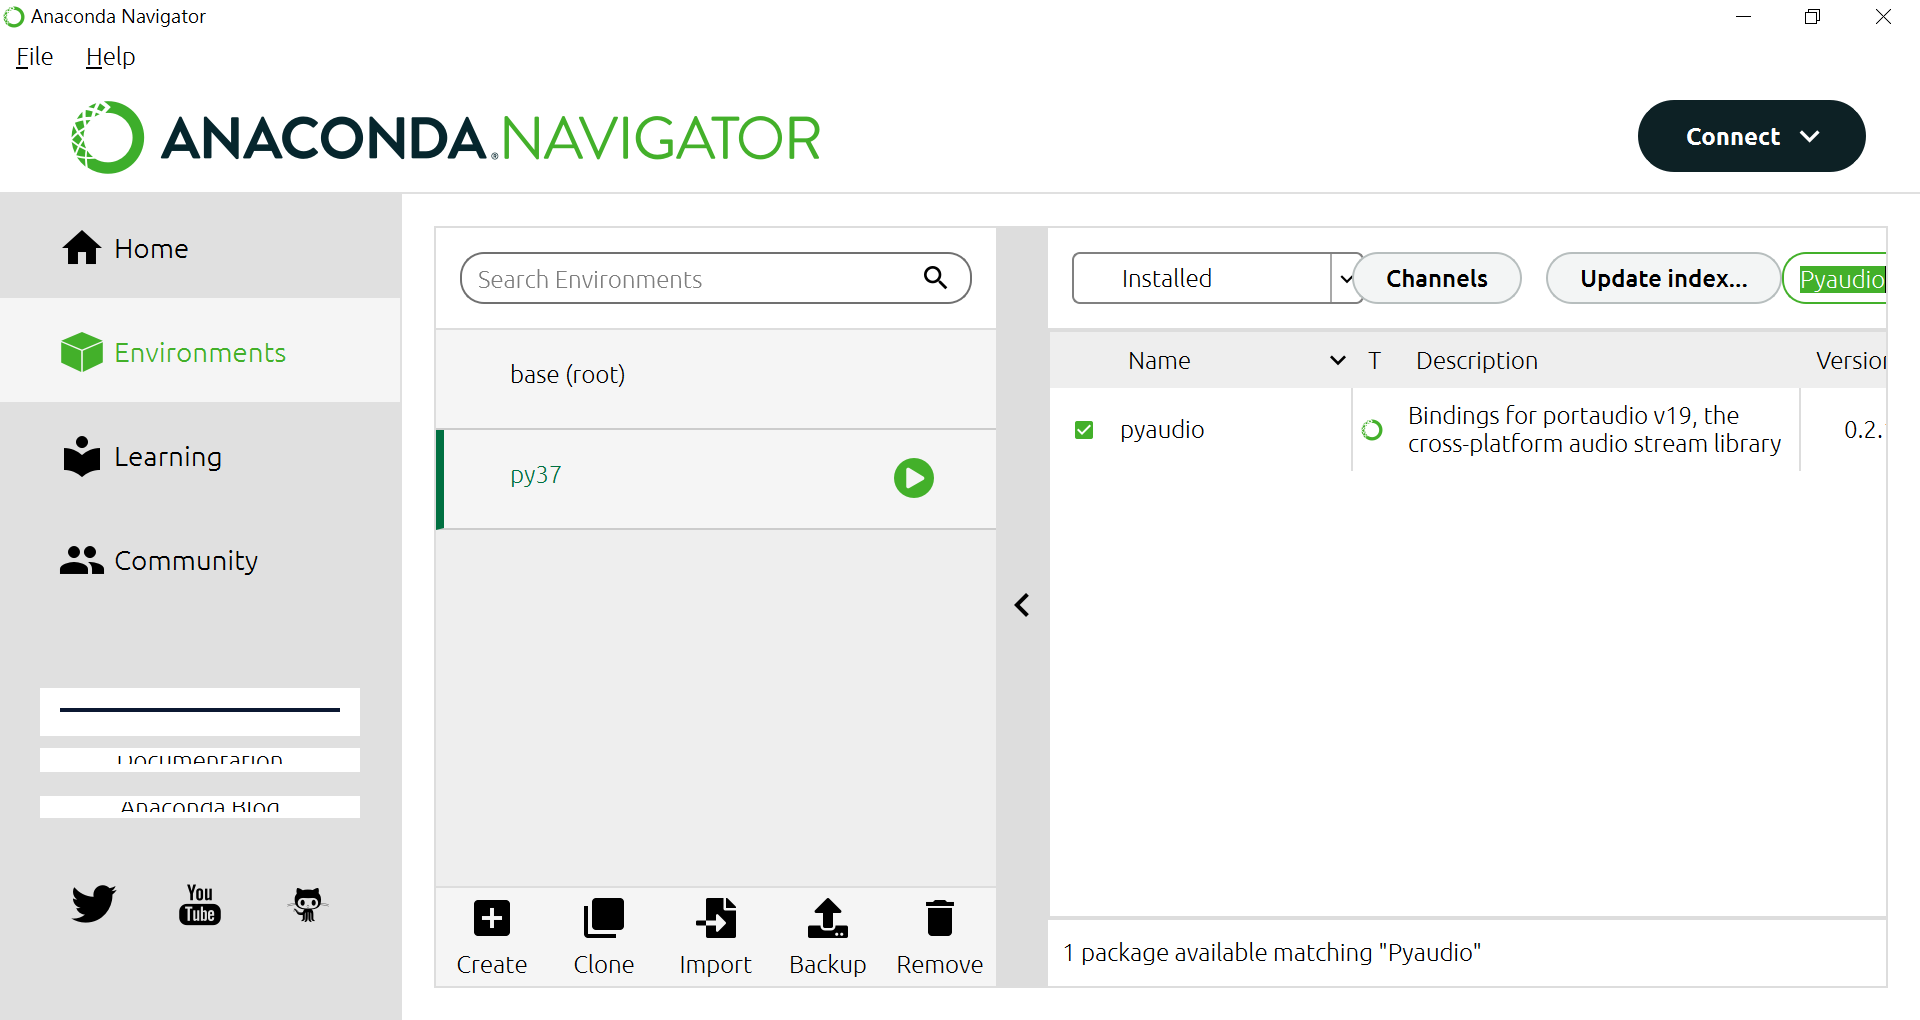 Anaconda Navigator
File Help
ANACONDA.NAVIGATOR
Connect
Home
Environments
Learning
Community
Documentation
Anaconda Blog
You
Tube
Search Environments
base (root)
py37
Create Clone Import Backup Remove
Installed Channels Update index... Pyaudio
Name T Description Version
pyaudio Bindings for portaudio v19, the
cross-platform audio stream library 0.2.
1 package available matching "Pyaudio"